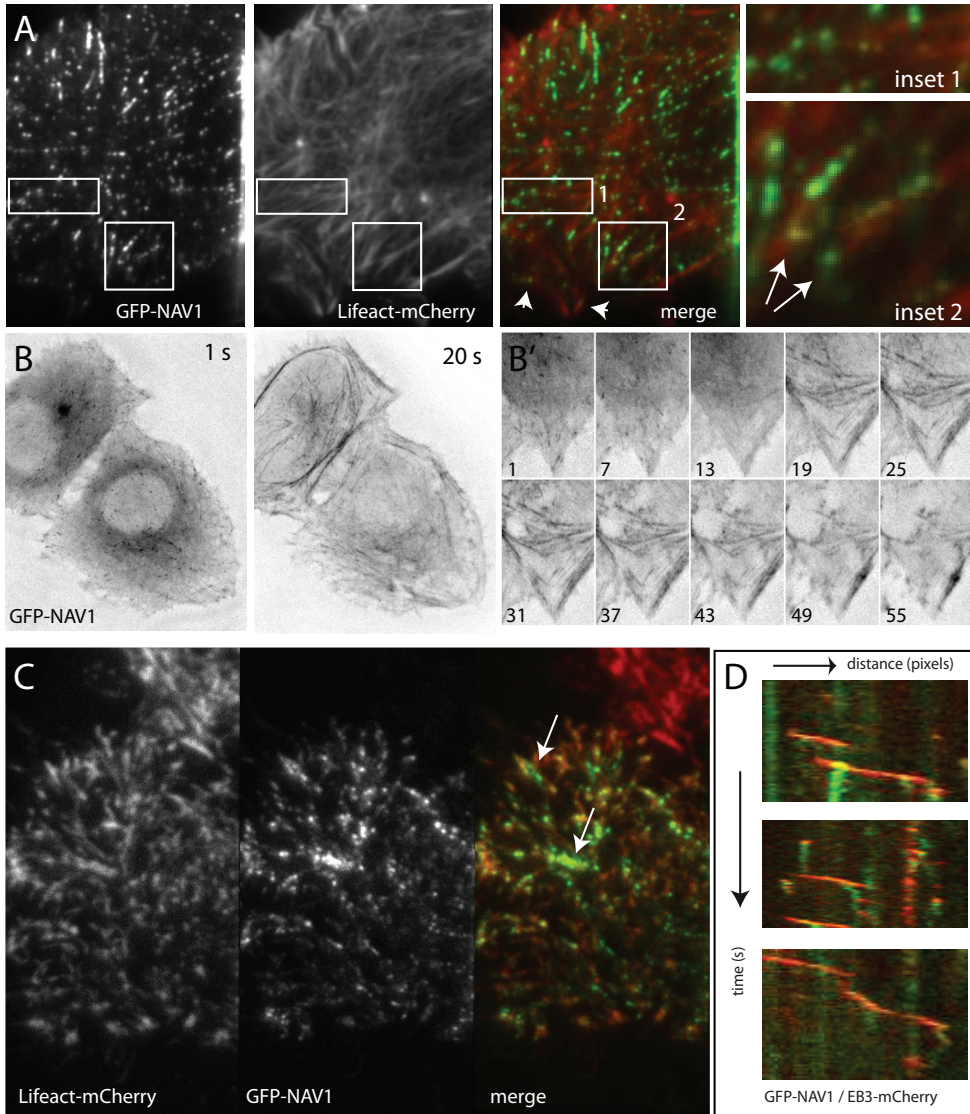 A
GFP-NAV1
Lifeact-mCherry
1
2
merge
inset 1
inset 2
B
1 s
20 s
GFP-NAV1
B'
1
7
13
19
25
31
37
43
49
55
C
Lifeact-mCherry
GFP-NAV1
merge
D
distance (pixels)
time (s)
GFP-NAV1 / EB3-mCherry